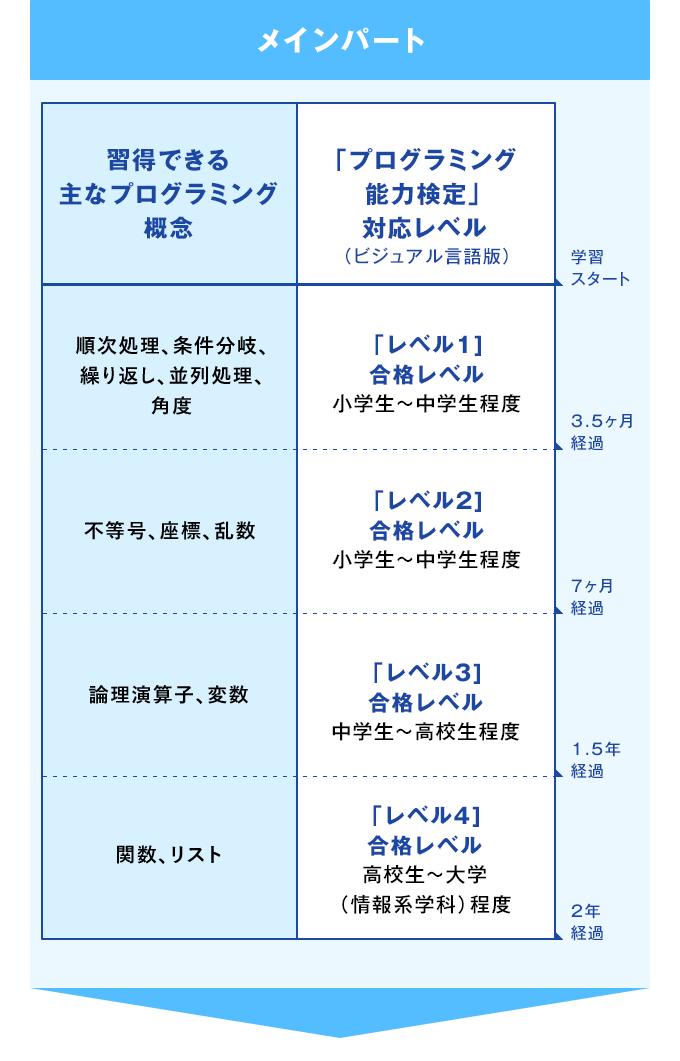 メインパート
習得できる
主なプログラミング
概念
「プログラミング
能力検定」
対応レベル
（ビジュアル言語版）
学習
スタート
順次処理、条件分岐、
繰り返し、並列処理、
角度
「レベル1]
合格レベル
小学生～中学生程度
3.5ヶ月
経過
不等号、座標、乱数
「レベル2]
合格レベル
小学生～中学生程度
7ヶ月
経過
論理演算子、変数
「レベル3]
合格レベル
中学生～高校生程度
1.5年
経過
関数、リスト
「レベル4]
合格レベル
高校生～大学
（情報系学科）程度
2年
経過